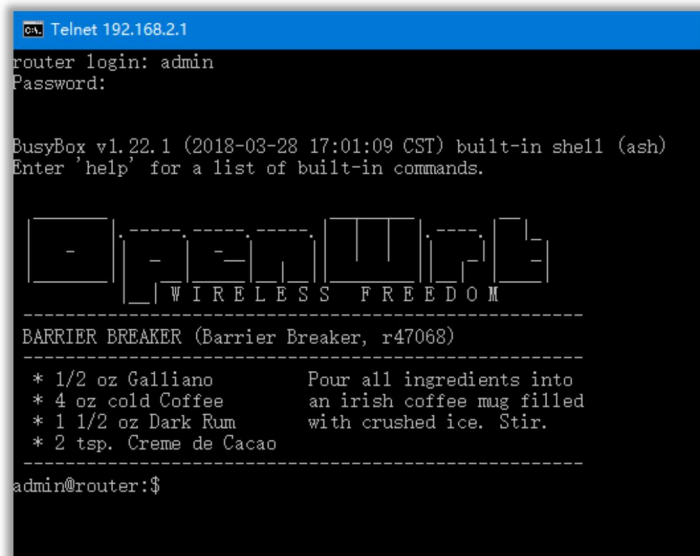 Telnet 192.168.2.1
router login: admin
Password:
BusyBox v1.22.1 (2018-03-28 17:01:09 CST) built-in shell (ash)
Enter 'help' for a list of built-in commands.
OpenWrt
W I R E L E S S   F R E E D O M
BARRIER BREAKER (Barrier Breaker, r47068)
* 1/2 oz Galliano         Pour all ingredients into
* 4 oz cold Coffee        an irish coffee mug filled
* 1 1/2 oz Dark Rum       with crushed ice. Stir.
* 2 tsp. Creme de Cacao
admin@router:$